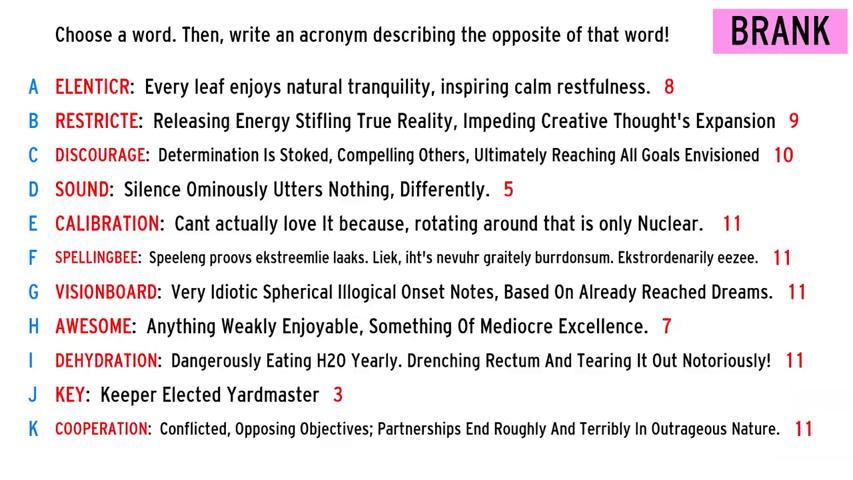 Choose a word. Then, write an acronym describing the opposite of that word!
BRANK
A ELENTICR: Every leaf enjoys natural tranquility, inspiring calm restfulness. 8
B RESTRICTE: Releasing Energy Stifling True Reality, Impeding Creative Thought's Expansion 9
C DISCOURAGE: Determination Is Stoked, Compelling Others, Ultimately Reaching All Goals Envisioned 10
D SOUND: Silence Ominously Utters Nothing, Differently. 5
E CALIBRATION: Cant actually love It because, rotating around that is only Nuclear. 11
F SPELLINGBEE: Speeleng proovs ekstreemlie laaks. Liek, iht's nevuhr graitely burrdonsum. Ekstrordenarily eezee. 11
G VISIONBOARD: Very Idiotic Spherical Illogical Onset Notes, Based On Already Reached Dreams. 11
H AWESOME: Anything Weakly Enjoyable, Something Of Mediocre Excellence. 7
I DEHYDRATION: Dangerously Eating H20 Yearly. Drenching Rectum And Tearing It Out Notoriously! 11
J KEY: Keeper Elected Yardmaster 3
K COOPERATION: Conflicted, Opposing Objectives; Partnerships End Roughly And Terribly In Outrageous Nature. 11